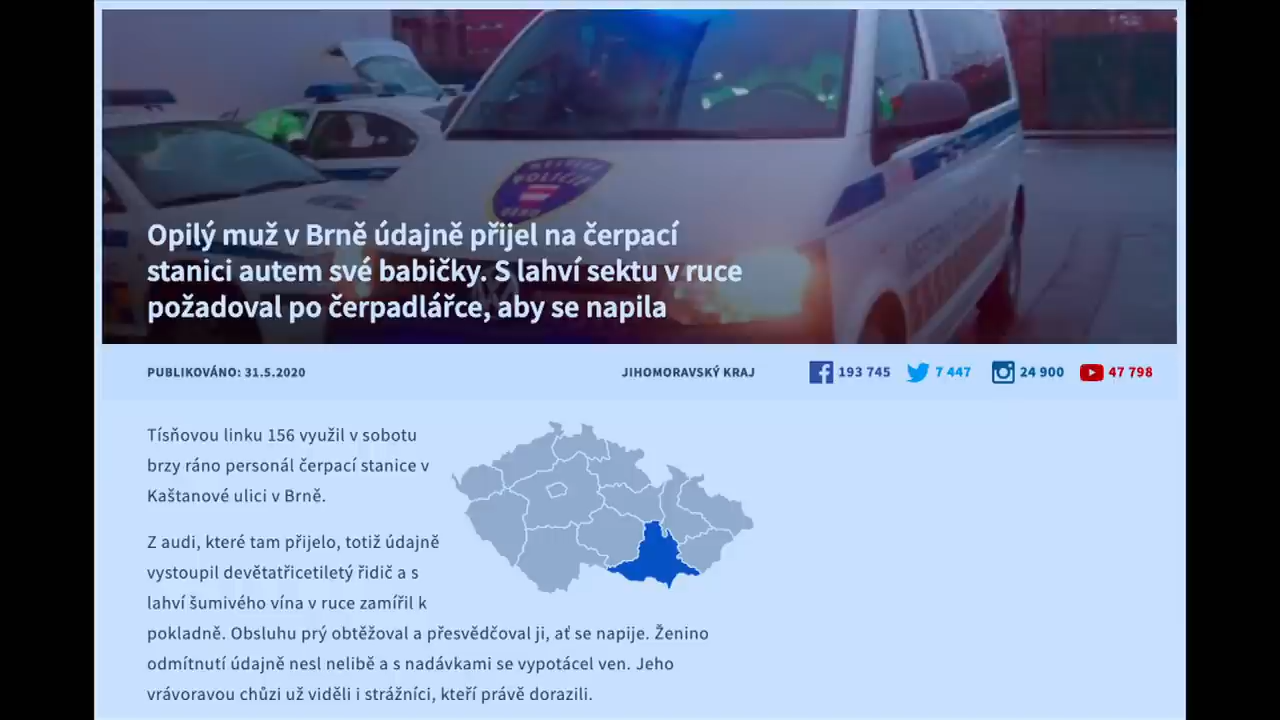 POLICIE
Opilý muž v Brně údajně přijel na čerpací
stanici autem své babičky. S lahví sektu v ruce
požadoval po čerpadlářce, aby se napila
PUBLIKOVÁNO: 31.5.2020
JIHOMORAVSKÝ KRAJ
193 745
7 447
24 900
47 798
Tísňovou linku 156 využil v sobotu
brzy ráno personál čerpací stanice v
Kaštanové ulici v Brně.
Z audi, které tam přijelo, totiž údajně
vystoupil devětatřicetiletý řidič a s
lahví šumivého vína v ruce zamířil k
pokladně. Obsluhu prý obtěžoval a přesvědčoval ji, ať se napije. Ženino
odmítnutí údajně nesl nelibě a s nadávkami se vypotácel ven. Jeho
vrávoravou chůzi už viděli i strážníci, kteří právě dorazili.